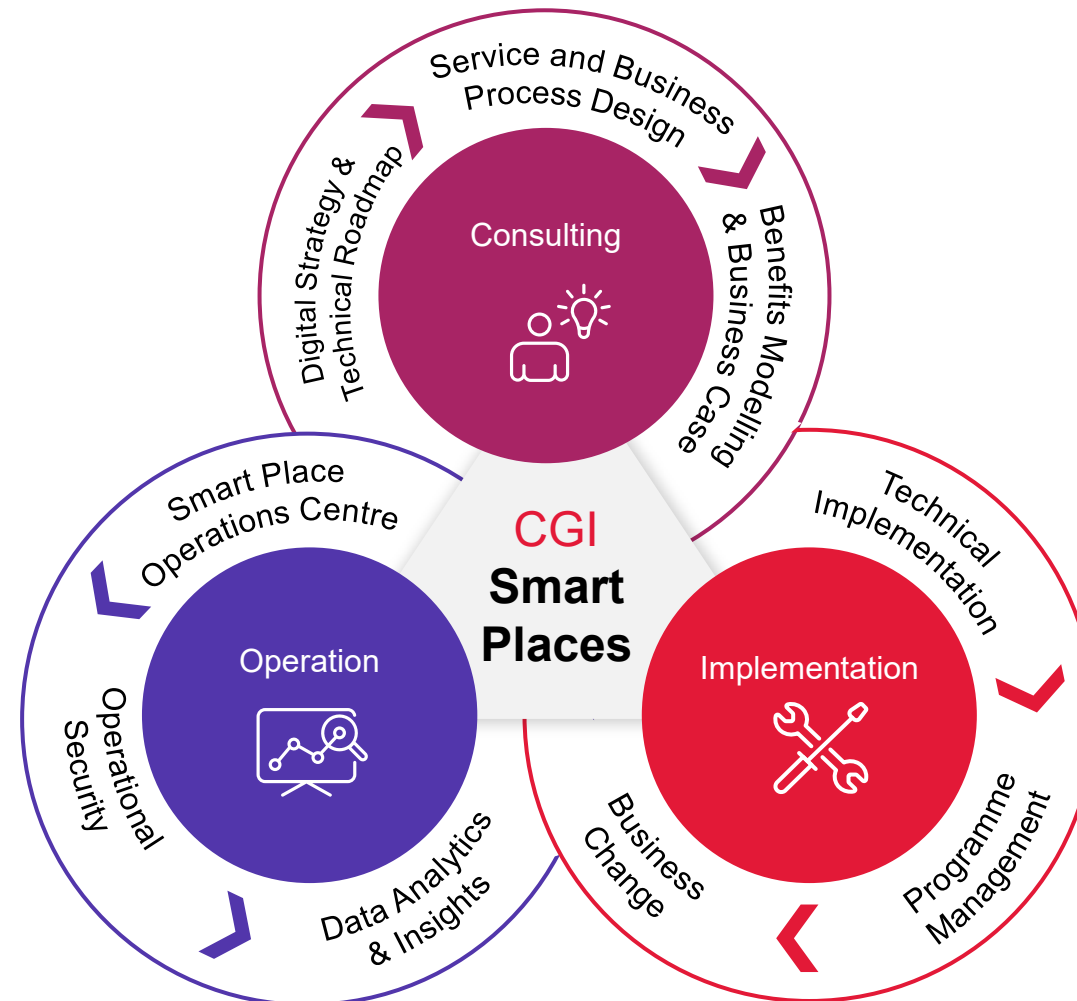 Service and Business
Process Design
Digital Strategy &
Technical Roadmap
Consulting
Benefits Modelling
& Business Case
CGI
Smart
Places
Smart Place
Operations Centre
Operation
Operational
Security
Data Analytics
& Insights
Technical
Implementation
Implementation
Programme
Management
Business
Change